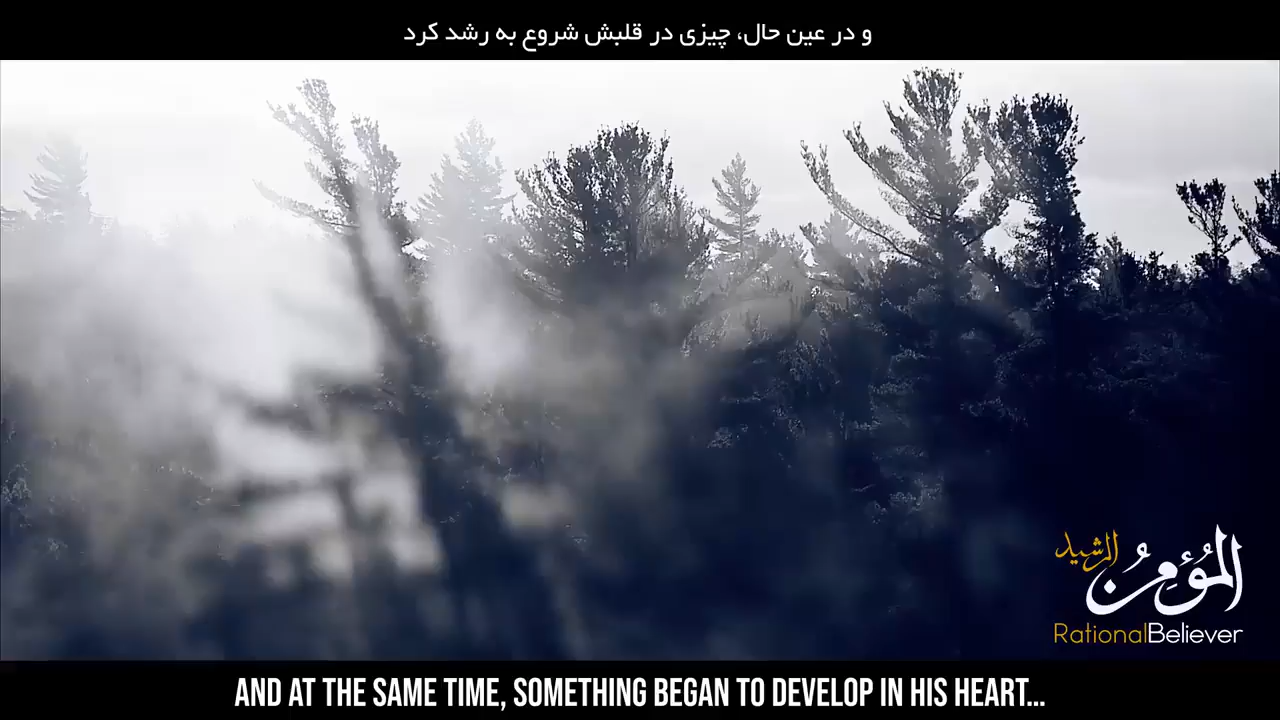 و در عین حال، چیزی در قلبش شروع به رشد کرد
المؤمن الرشيد
RationalBeliever
AND AT THE SAME TIME, SOMETHING BEGAN TO DEVELOP IN HIS HEART...